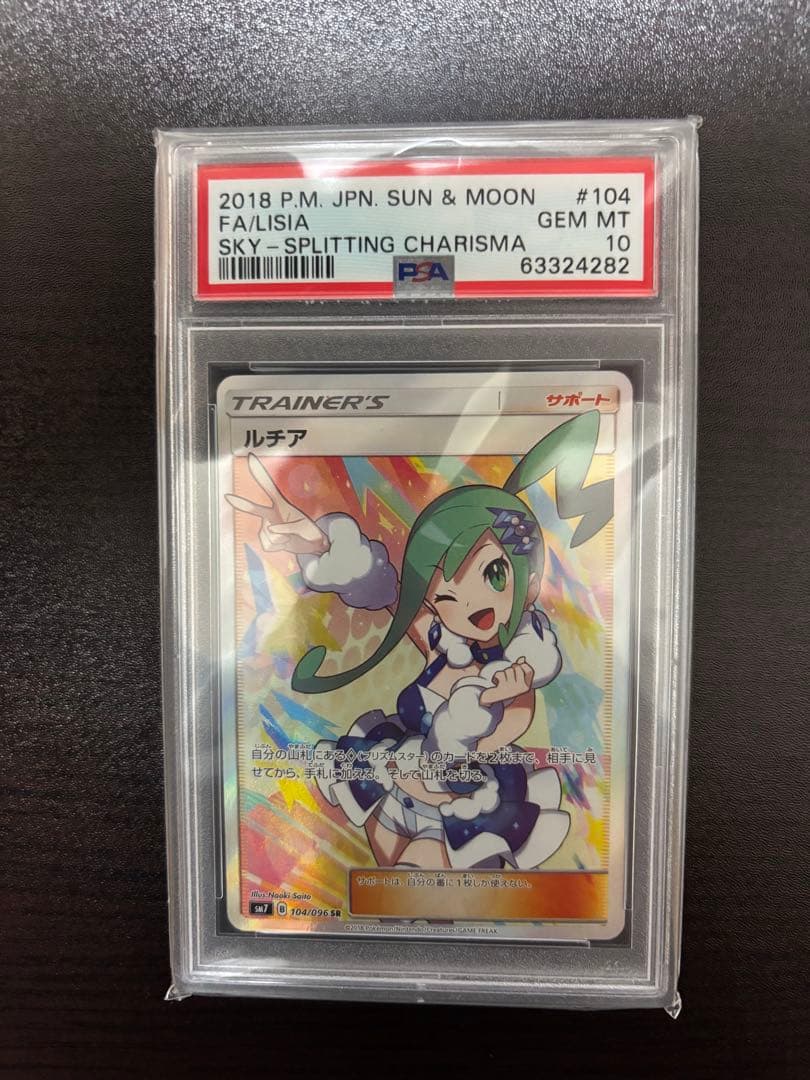 2018 P.M. JPN. SUN & MOON #104
FA/LISIA GEM MT
SKY-SPLITTING CHARISMA 10
PSA 63324282
TRAINER'S サポート
ルチア
自分の山札にある◇(プリズムスター)のカードを2枚まで、相手に見
せてから、手札に加える。そして山札を切る。
サポートは、自分の番に1枚しか使えない。
Illus.Naoki Saito
SM7 B 104/096 SR
©2018 Pokémon/Nintendo/Creatures/GAME FREAK